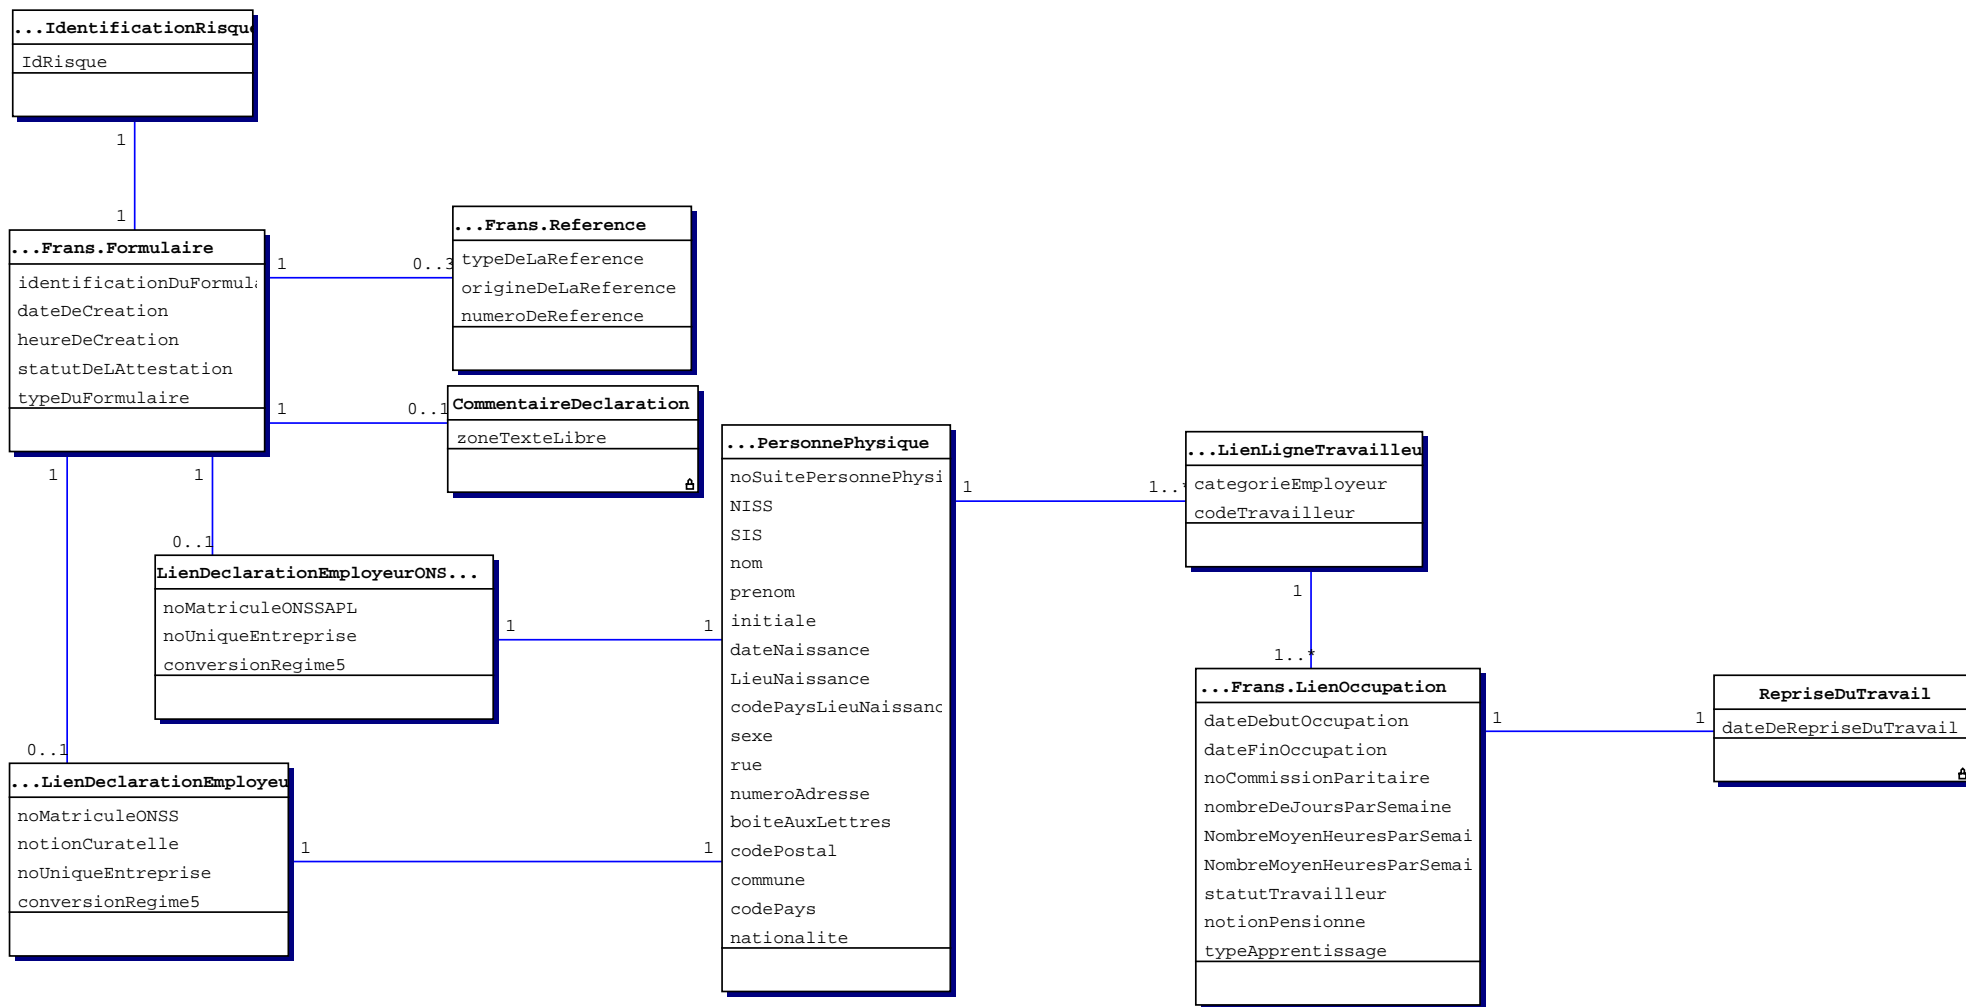 ...IdentificationRisque
IdRisque
1
1
...Frans.Formulaire
identificationDuFormula
dateDeCreation
heureDeCreation
statutDeLAttestation
typeDuFormulaire
1
0..3
...Frans.Reference
typeDeLaReference
origineDeLaReference
numeroDeReference
1
0..1
CommentaireDeclaration
zoneTexteLibre
1
1
0..1
LienDeclarationEmployeurONS...
noMatriculeONSSAPL
noUniqueEntreprise
conversionRegime5
1
1
0..1
...LienDeclarationEmployeu
noMatriculeONSS
notionCuratelle
noUniqueEntreprise
conversionRegime5
1
1
...PersonnePhysique
noSuitePersonnePhysi
NISS
SIS
nom
prenom
initiale
dateNaissance
LieuNaissance
codePaysLieuNaissanc
sexe
rue
numeroAdresse
boiteAuxLettres
codePostal
commune
codePays
nationalite
1
1..*
...LienLigneTravailleu
categorieEmployeur
codeTravailleur
1
1..*
...Frans.LienOccupation
dateDebutOccupation
dateFinOccupation
noCommissionParitaire
nombreDeJoursParSemaine
NombreMoyenHeuresParSemai
NombreMoyenHeuresParSemai
statutTravailleur
notionPensionne
typeApprentissage
1
1
RepriseDuTravail
dateDeRepriseDuTravail